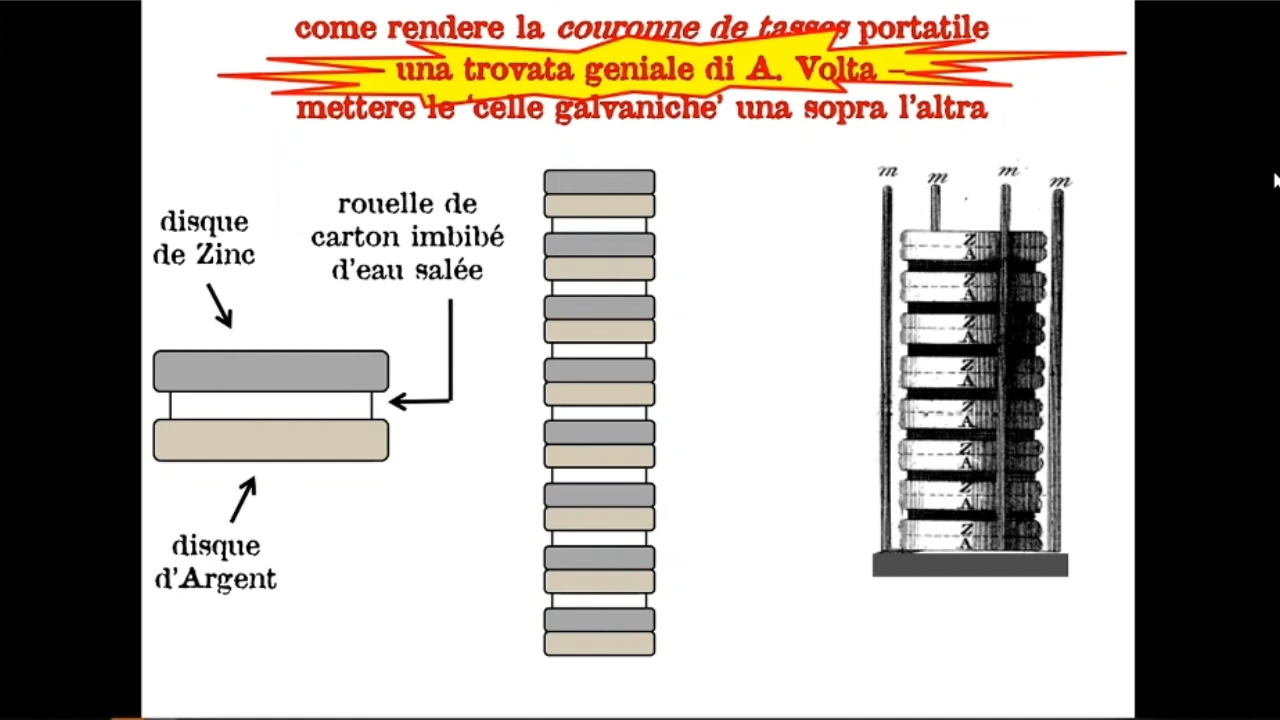 come rendere la couronne de tasses portatile
una trovata geniale di A. Volta –
mettere le 'celle galvaniche' una sopra l'altra
disque
de Zinc
rouelle de
carton imbibé
d'eau salée
disque
d'Argent
m m m m
Z
A
Z
A
Z
A
Z
A
Z
A
Z
A
Z
A
Z
A